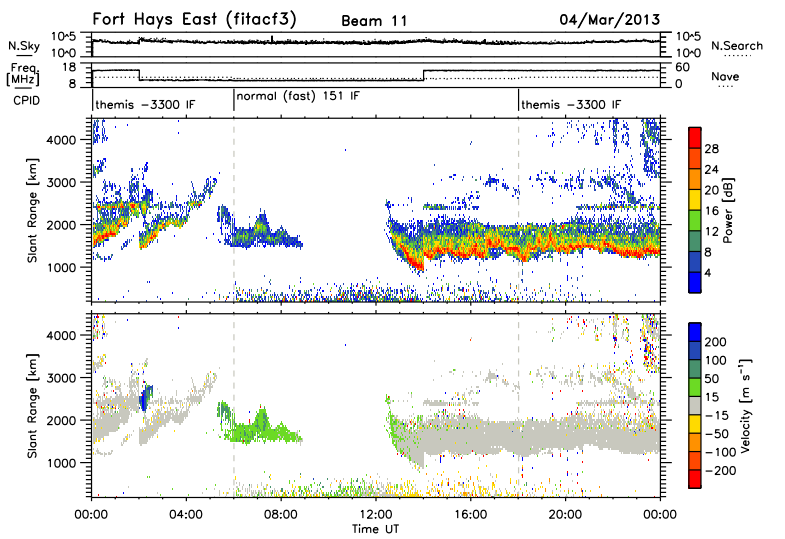 Fort Hays East (fitacf3) Beam 11 04/Mar/2013
N.Sky 10^5 10^0 10^5 10^0 N.Search
Freq. [MHz] 18 8 60 0 Nave
CPID themis -3300 IF normal (fast) 151 IF themis -3300 IF
Slant Range [km]
4000
3000
2000
1000
28
24
20
16
12
8
4
Power [dB]
Slant Range [km]
4000
3000
2000
1000
200
100
50
15
-15
-50
-100
-200
Velocity [m s⁻¹]
00:00 04:00 08:00 12:00 16:00 20:00 00:00
Time UT